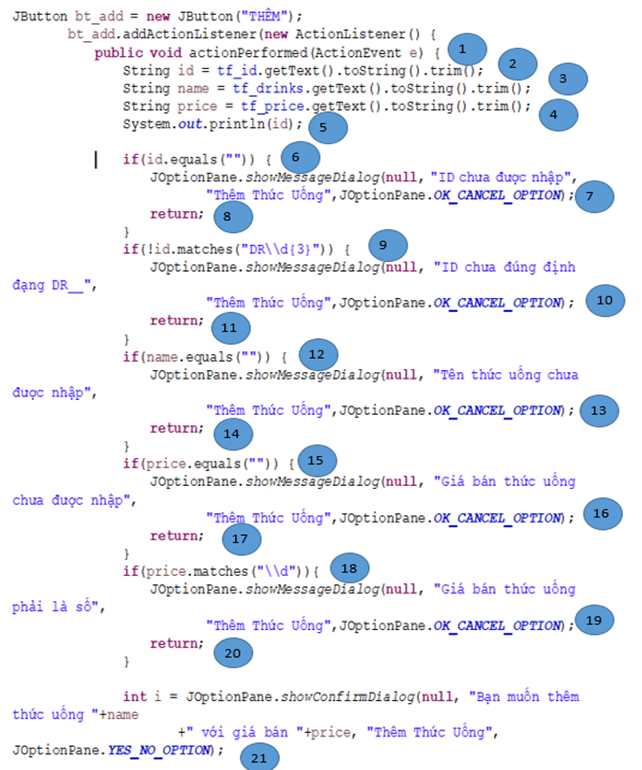 JButton bt_add = new JButton("THÊM");
bt_add.addActionListener(new ActionListener() {
public void actionPerformed(ActionEvent e) { 1
String id = tf_id.getText().toString().trim(); 2
String name = tf_drinks.getText().toString().trim(); 3
String price = tf_price.getText().toString().trim(); 4
System.out.println(id); 5
if(id.equals("")) { 6
JOptionPane.showMessageDialog(null, "ID chưa được nhập",
"Thêm Thức Uống",JOptionPane.OK_CANCEL_OPTION); 7
return; 8
}
if(!id.matches("DR\\d{3}")) { 9
JOptionPane.showMessageDialog(null, "ID chưa đúng định
đạng DR__",
"Thêm Thức Uống",JOptionPane.OK_CANCEL_OPTION); 10
return; 11
}
if(name.equals("")) { 12
JOptionPane.showMessageDialog(null, "Tên thức uống chưa
được nhập",
"Thêm Thức Uống",JOptionPane.OK_CANCEL_OPTION); 13
return; 14
}
if(price.equals("")) { 15
JOptionPane.showMessageDialog(null, "Giá bán thức uống
chưa được nhập",
"Thêm Thức Uống",JOptionPane.OK_CANCEL_OPTION); 16
return; 17
}
if(price.matches("\\d")){ 18
JOptionPane.showMessageDialog(null, "Giá bán thức uống
phải là số",
"Thêm Thức Uống",JOptionPane.OK_CANCEL_OPTION); 19
return; 20
}
int i = JOptionPane.showConfirmDialog(null, "Bạn muốn thêm
thức uống "+name
+" với giá bán "+price, "Thêm Thức Uống",
JOptionPane.YES_NO_OPTION); 21